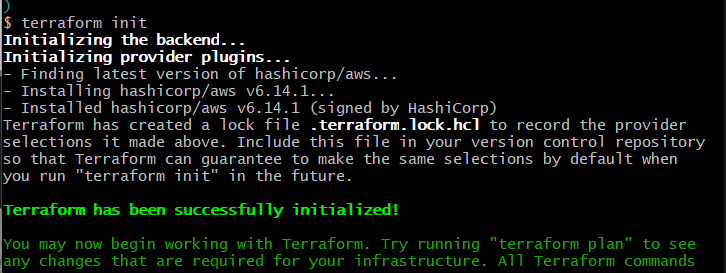 )
$ terraform init
Initializing the backend...
Initializing provider plugins...
- Finding latest version of hashicorp/aws...
- Installing hashicorp/aws v6.14.1...
- Installed hashicorp/aws v6.14.1 (signed by HashiCorp)
Terraform has created a lock file .terraform.lock.hcl to record the provider
selections it made above. Include this file in your version control repository
so that Terraform can guarantee to make the same selections by default when
you run "terraform init" in the future.
Terraform has been successfully initialized!
You may now begin working with Terraform. Try running "terraform plan" to see
any changes that are required for your infrastructure. All Terraform commands